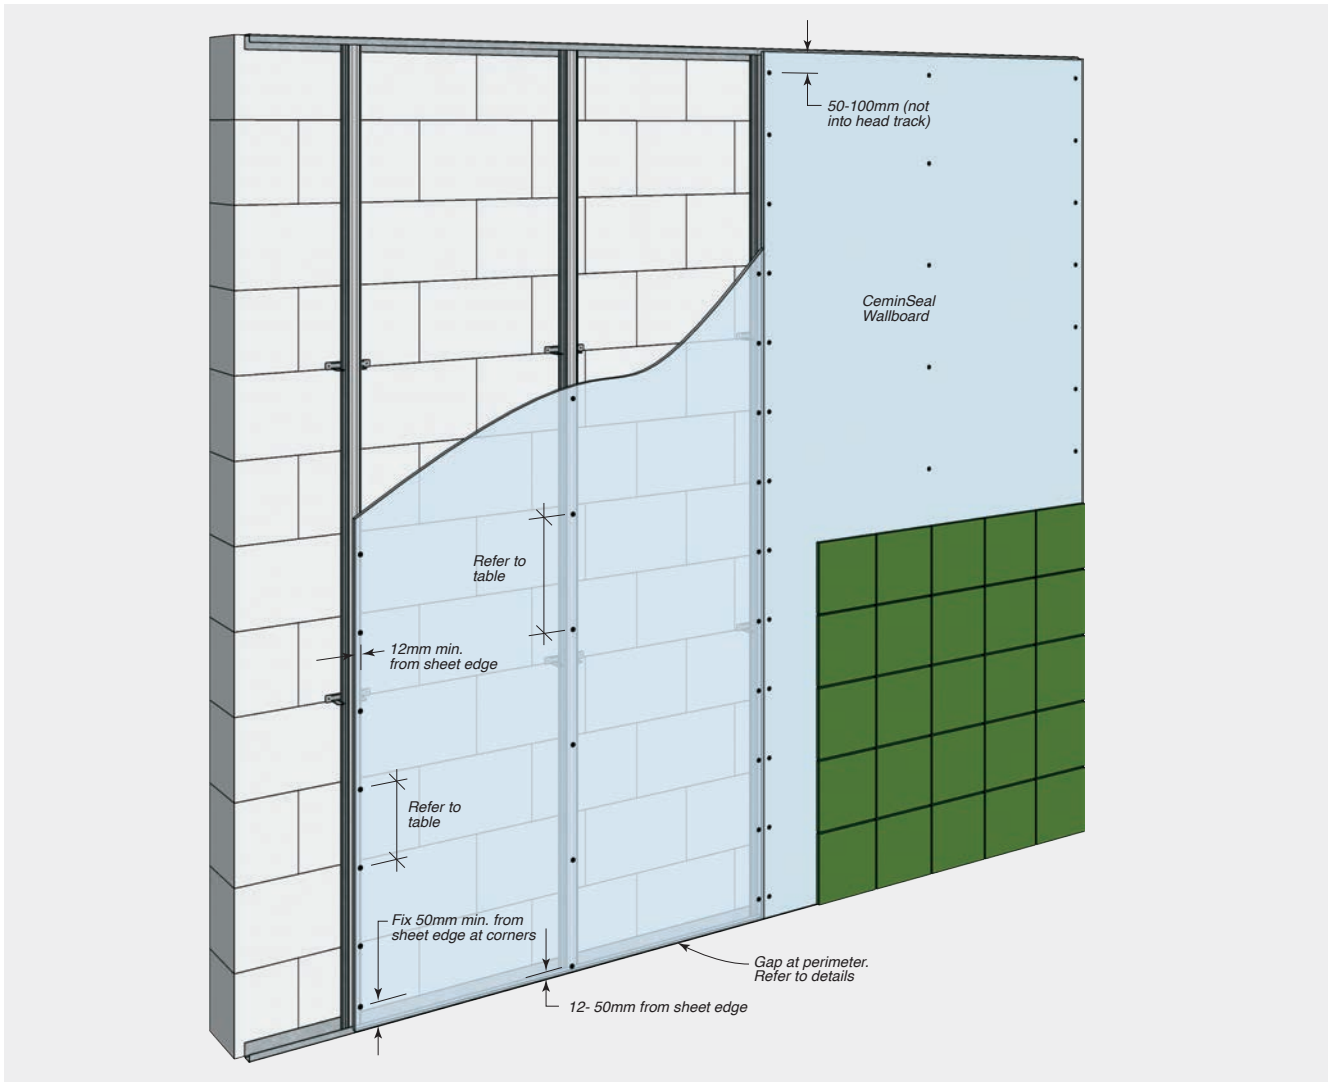 50-100mm (not
into head track)
CeminSeal
Wallboard
Refer to
table
12mm min.
from sheet edge
Refer to
table
Fix 50mm min. from
sheet edge at corners
Gap at perimeter.
Refer to details
12- 50mm from sheet edge